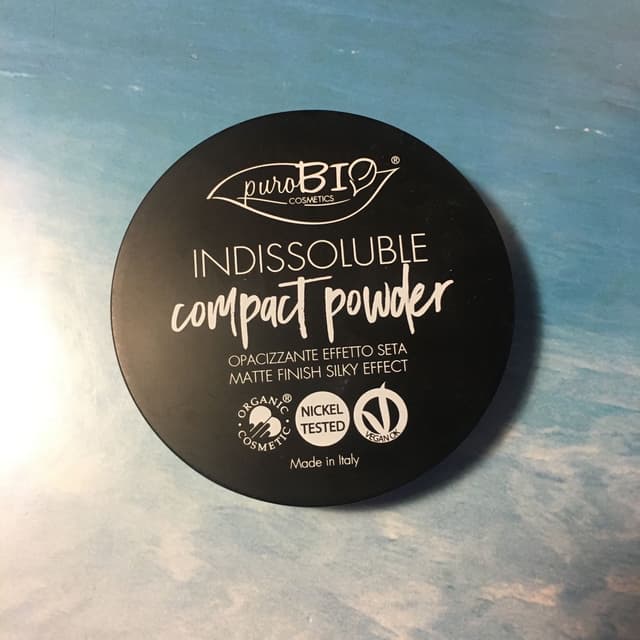 puroBIO®
COSMETICS
INDISSOLUBLE
compact powder
OPACIZZANTE EFFETTO SETA
MATTE FINISH SILKY EFFECT
ORGANIC ®
COSMETIC
NICKEL
TESTED
VEGAN OK
Made in Italy